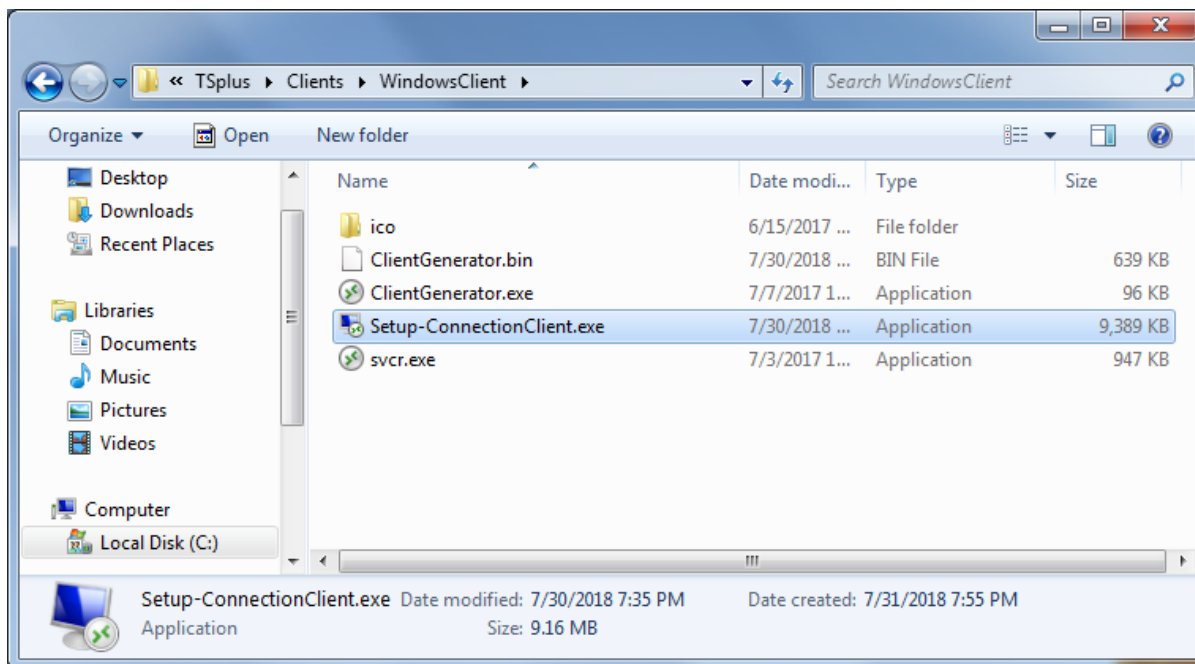 « TSplus ▸ Clients ▸ WindowsClient ▸ Search WindowsClient
Organize ▾ Open New folder
Desktop
Downloads
Recent Places
Libraries
Documents
Music
Pictures
Videos
Computer
Local Disk (C:)
Name Date modi... Type Size
ico 6/15/2017 ... File folder
ClientGenerator.bin 7/30/2018 ... BIN File 639 KB
ClientGenerator.exe 7/7/2017 1... Application 96 KB
Setup-ConnectionClient.exe 7/30/2018 ... Application 9,389 KB
svcr.exe 7/3/2017 1... Application 947 KB
Setup-ConnectionClient.exe Date modified: 7/30/2018 7:35 PM Date created: 7/31/2018 7:55 PM
Application Size: 9.16 MB